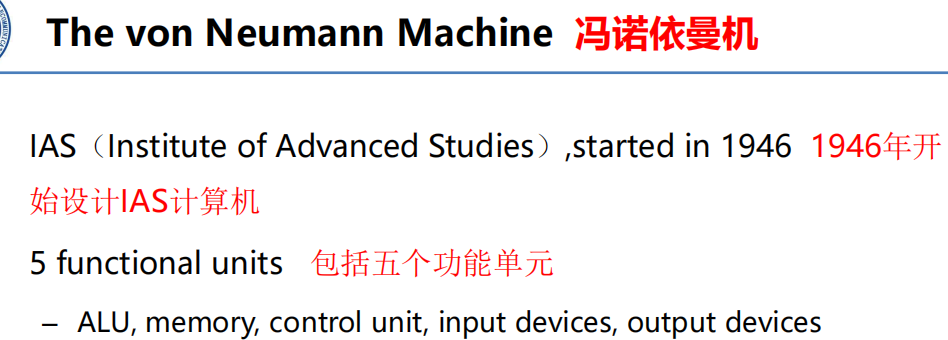 The von Neumann Machine 冯诺依曼机
IAS（Institute of Advanced Studies）,started in 1946 1946年开
始设计IAS计算机
5 functional units 包括五个功能单元
– ALU, memory, control unit, input devices, output devices